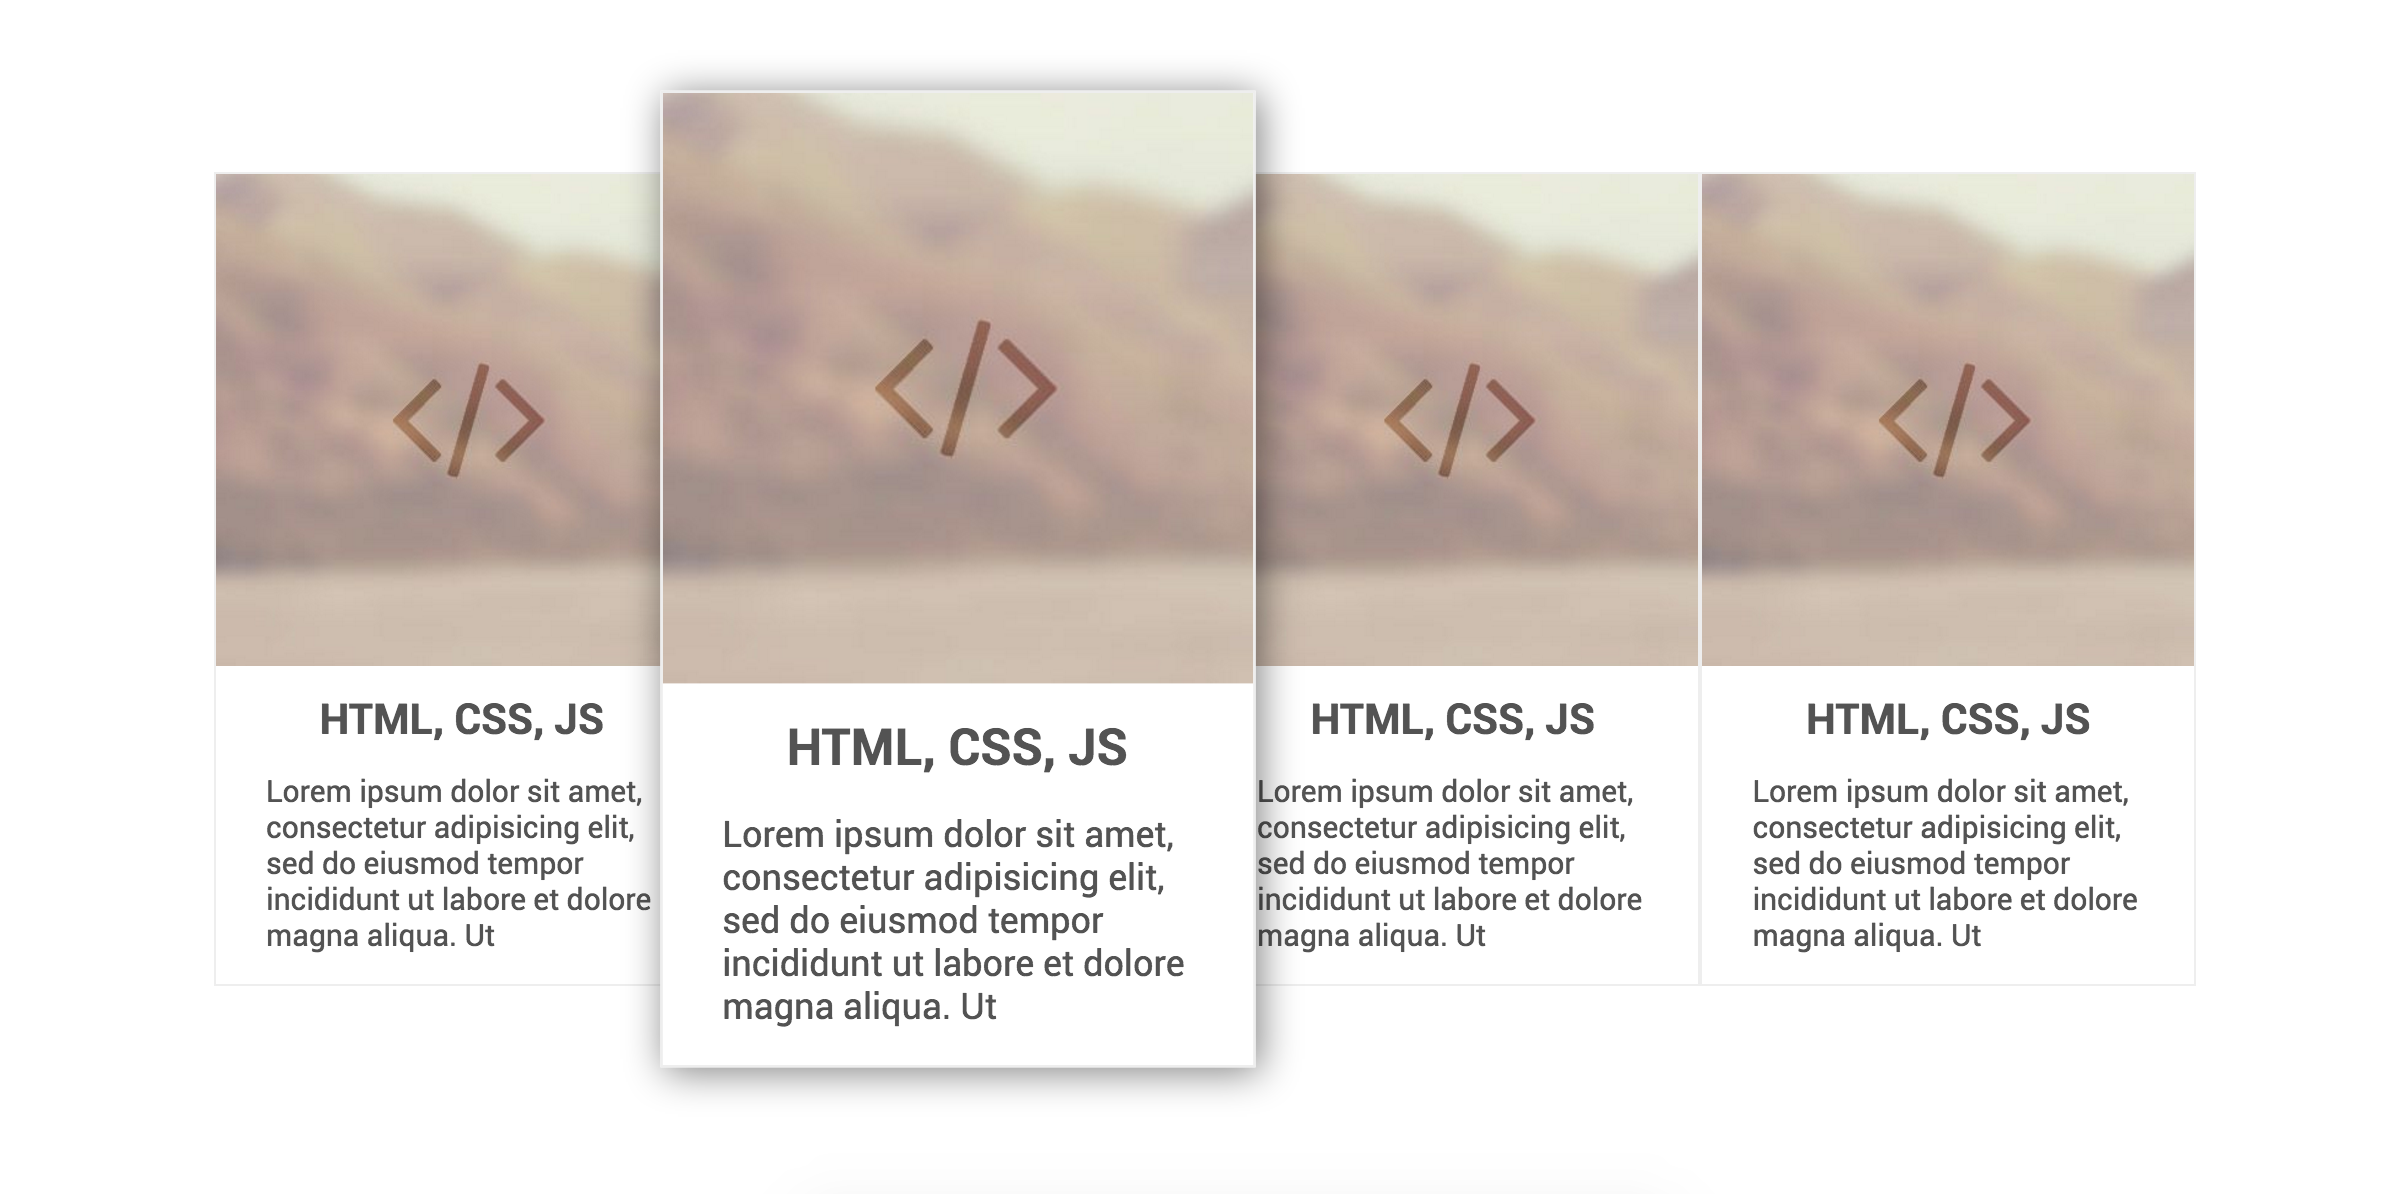 </>
HTML, CSS, JS
Lorem ipsum dolor sit amet,
consectetur adipisicing elit,
sed do eiusmod tempor
incididunt ut labore et dolore
magna aliqua. Ut
</>
HTML, CSS, JS
Lorem ipsum dolor sit amet,
consectetur adipisicing elit,
sed do eiusmod tempor
incididunt ut labore et dolore
magna aliqua. Ut
</>
HTML, CSS, JS
Lorem ipsum dolor sit amet,
consectetur adipisicing elit,
sed do eiusmod tempor
incididunt ut labore et dolore
magna aliqua. Ut
</>
HTML, CSS, JS
Lorem ipsum dolor sit amet,
consectetur adipisicing elit,
sed do eiusmod tempor
incididunt ut labore et dolore
magna aliqua. Ut